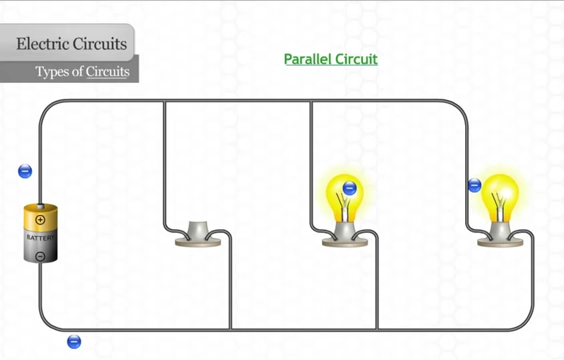 Electric Circuits
Types of Circuits
Parallel Circuit
BATTERY